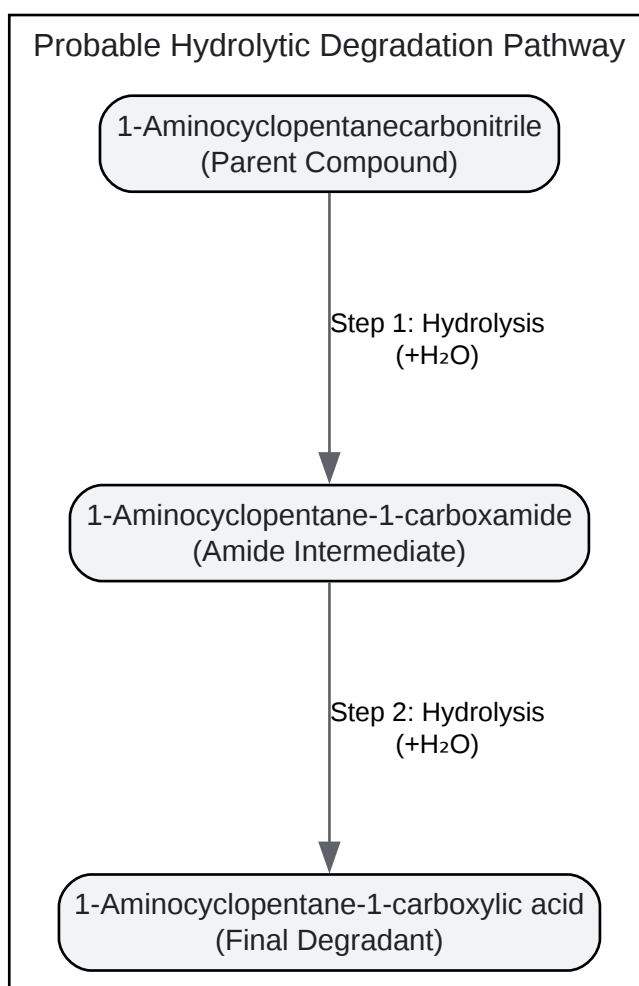 Probable Hydrolytic Degradation Pathway
1-Aminocyclopentanecarbonitrile
(Parent Compound)
Step 1: Hydrolysis
(+H₂O)
1-Aminocyclopentane-1-carboxamide
(Amide Intermediate)
Step 2: Hydrolysis
(+H₂O)
1-Aminocyclopentane-1-carboxylic acid
(Final Degradant)